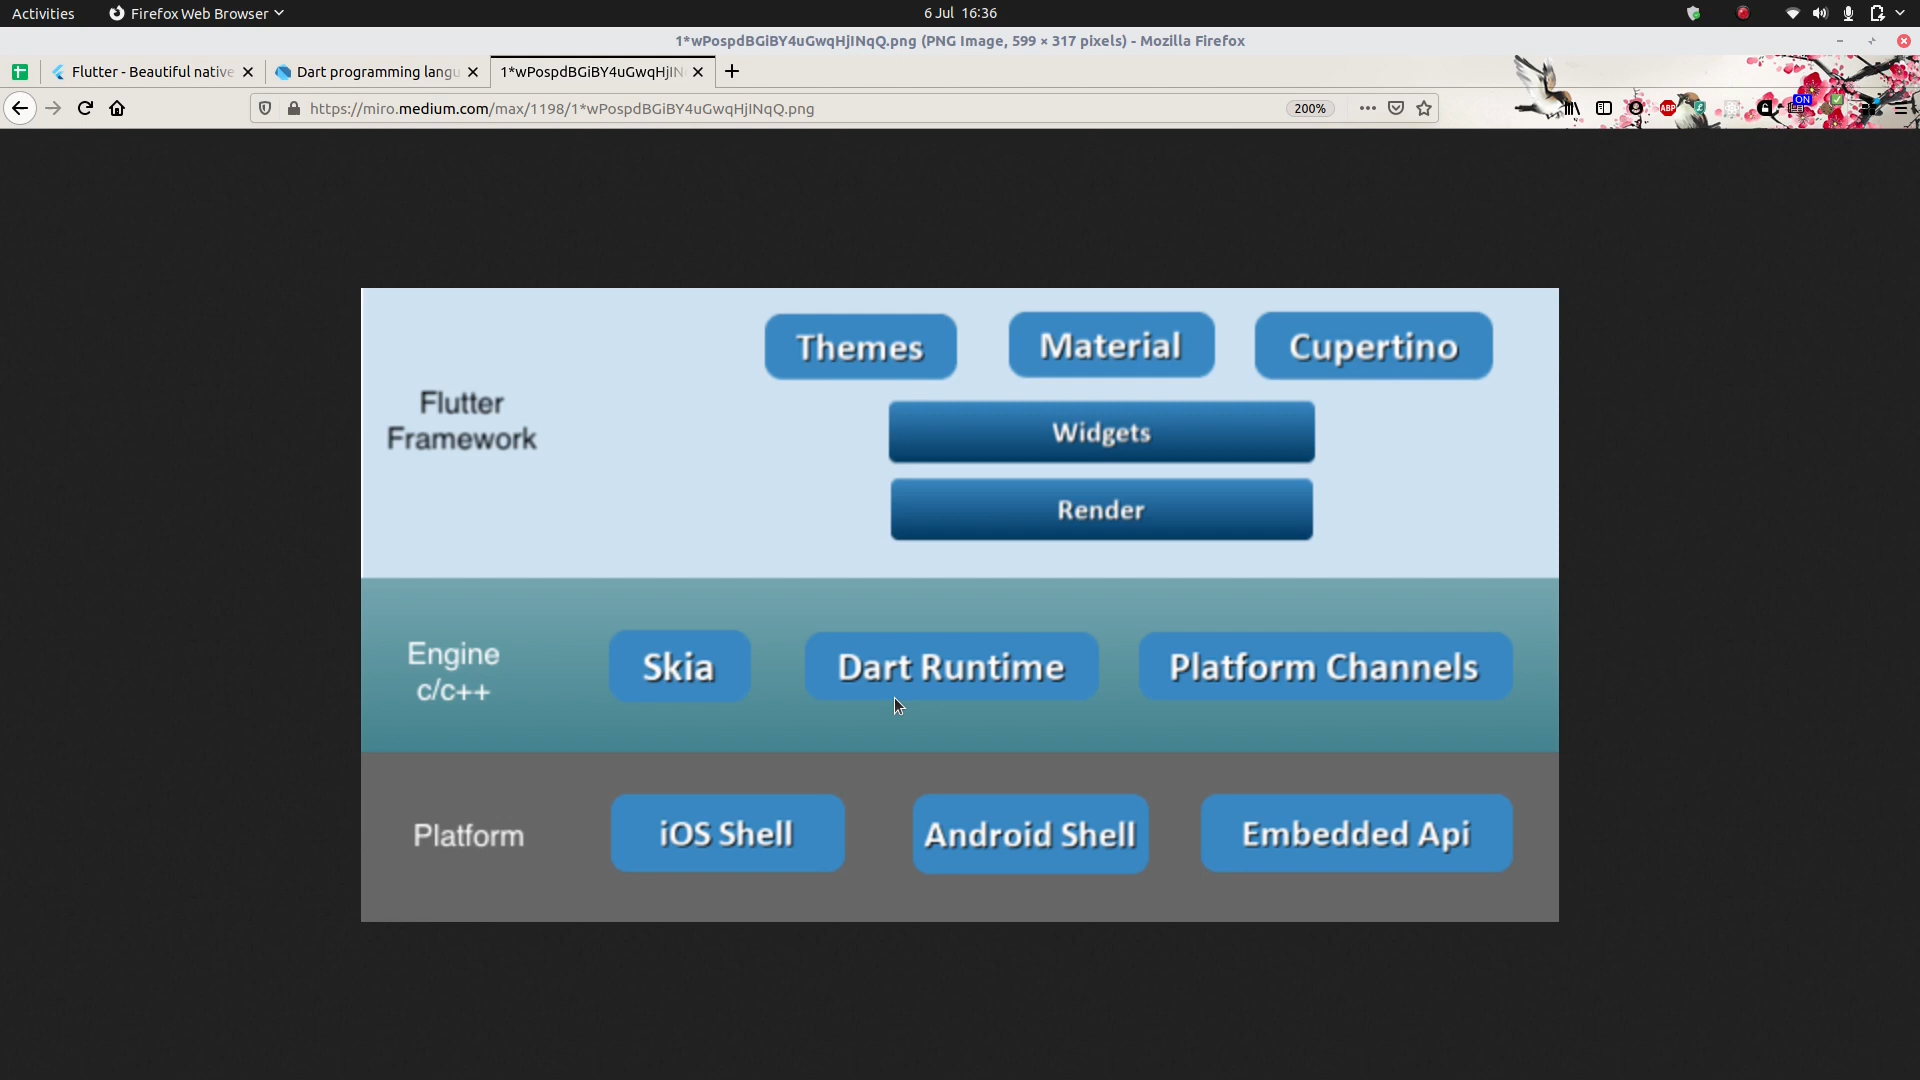 Activities
Firefox Web Browser
6 Jul 16:36
1*wPospdBGiBY4uGwqHjINqQ.png (PNG Image, 599 × 317 pixels) - Mozilla Firefox
Flutter - Beautiful native
Dart programming langu
1*wPospdBGiBY4uGwqHjIN
https://miro.medium.com/max/1198/1*wPospdBGiBY4uGwqHjINqQ.png
200%
ABP
ON
Themes
Material
Cupertino
Flutter
Framework
Widgets
Render
Engine
c/c++
Skia
Dart Runtime
Platform Channels
Platform
iOS Shell
Android Shell
Embedded Api